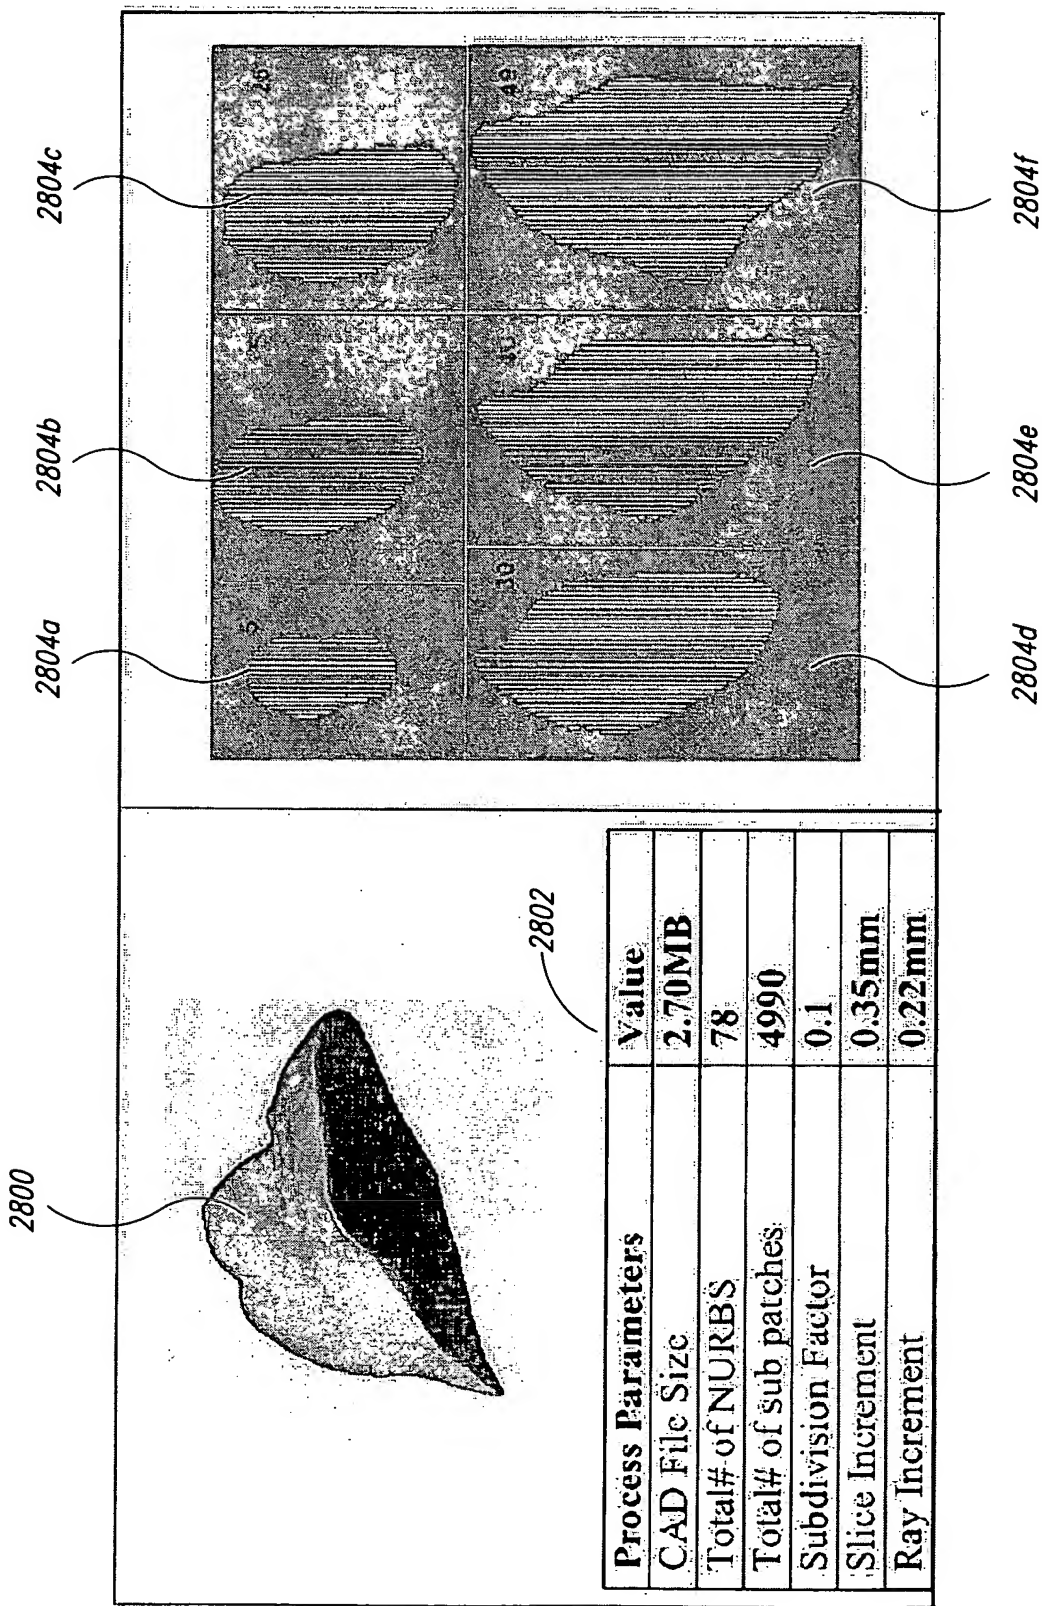 2800
2802
Process Parameters Value
CAD File Size 2.70MB
Total# of NURBS 78
Total# of sub patches 4990
Subdivision Factor 0.1
Slice Increment 0.35mm
Ray Increment 0.22mm
2804a 2804b 2804c
5 26
30 49
2804d 2804e 2804f